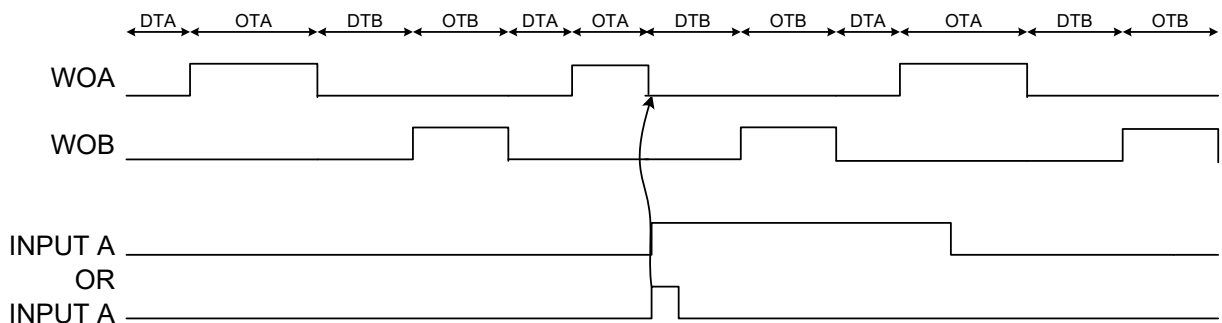 DTA OTA DTB OTB DTA OTA DTB OTB DTA OTA DTB OTB
WOA
WOB
INPUT A
OR
INPUT A